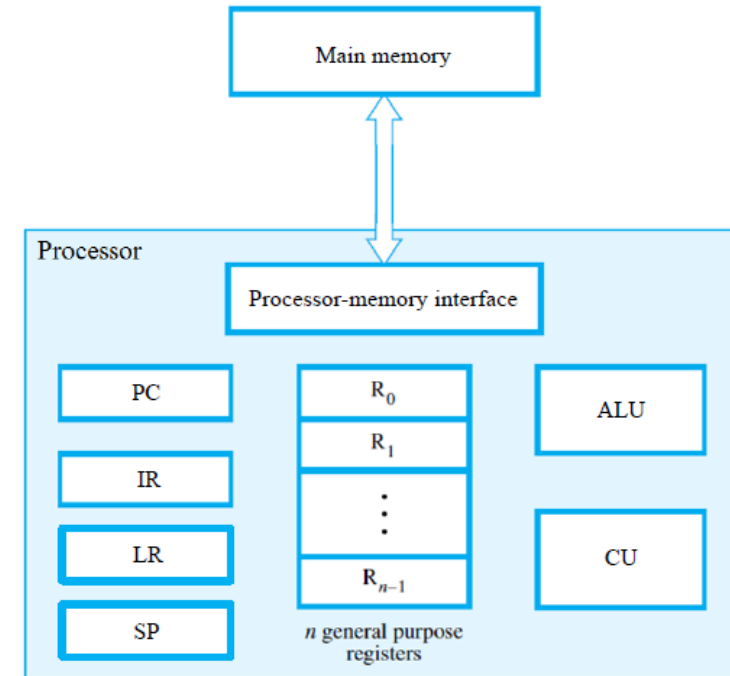 Main memory
Processor
Processor-memory interface
PC
IR
LR
SP
R0
R1
⋮
Rn−1
n general purpose
registers
ALU
CU